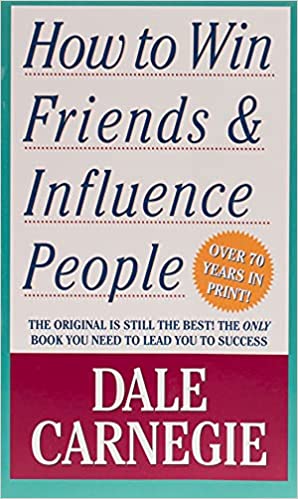 How to Win
Friends &
Influence
People
OVER 70
YEARS IN
PRINT!
THE ORIGINAL IS STILL THE BEST! THE ONLY
BOOK YOU NEED TO LEAD YOU TO SUCCESS
DALE
CARNEGIE